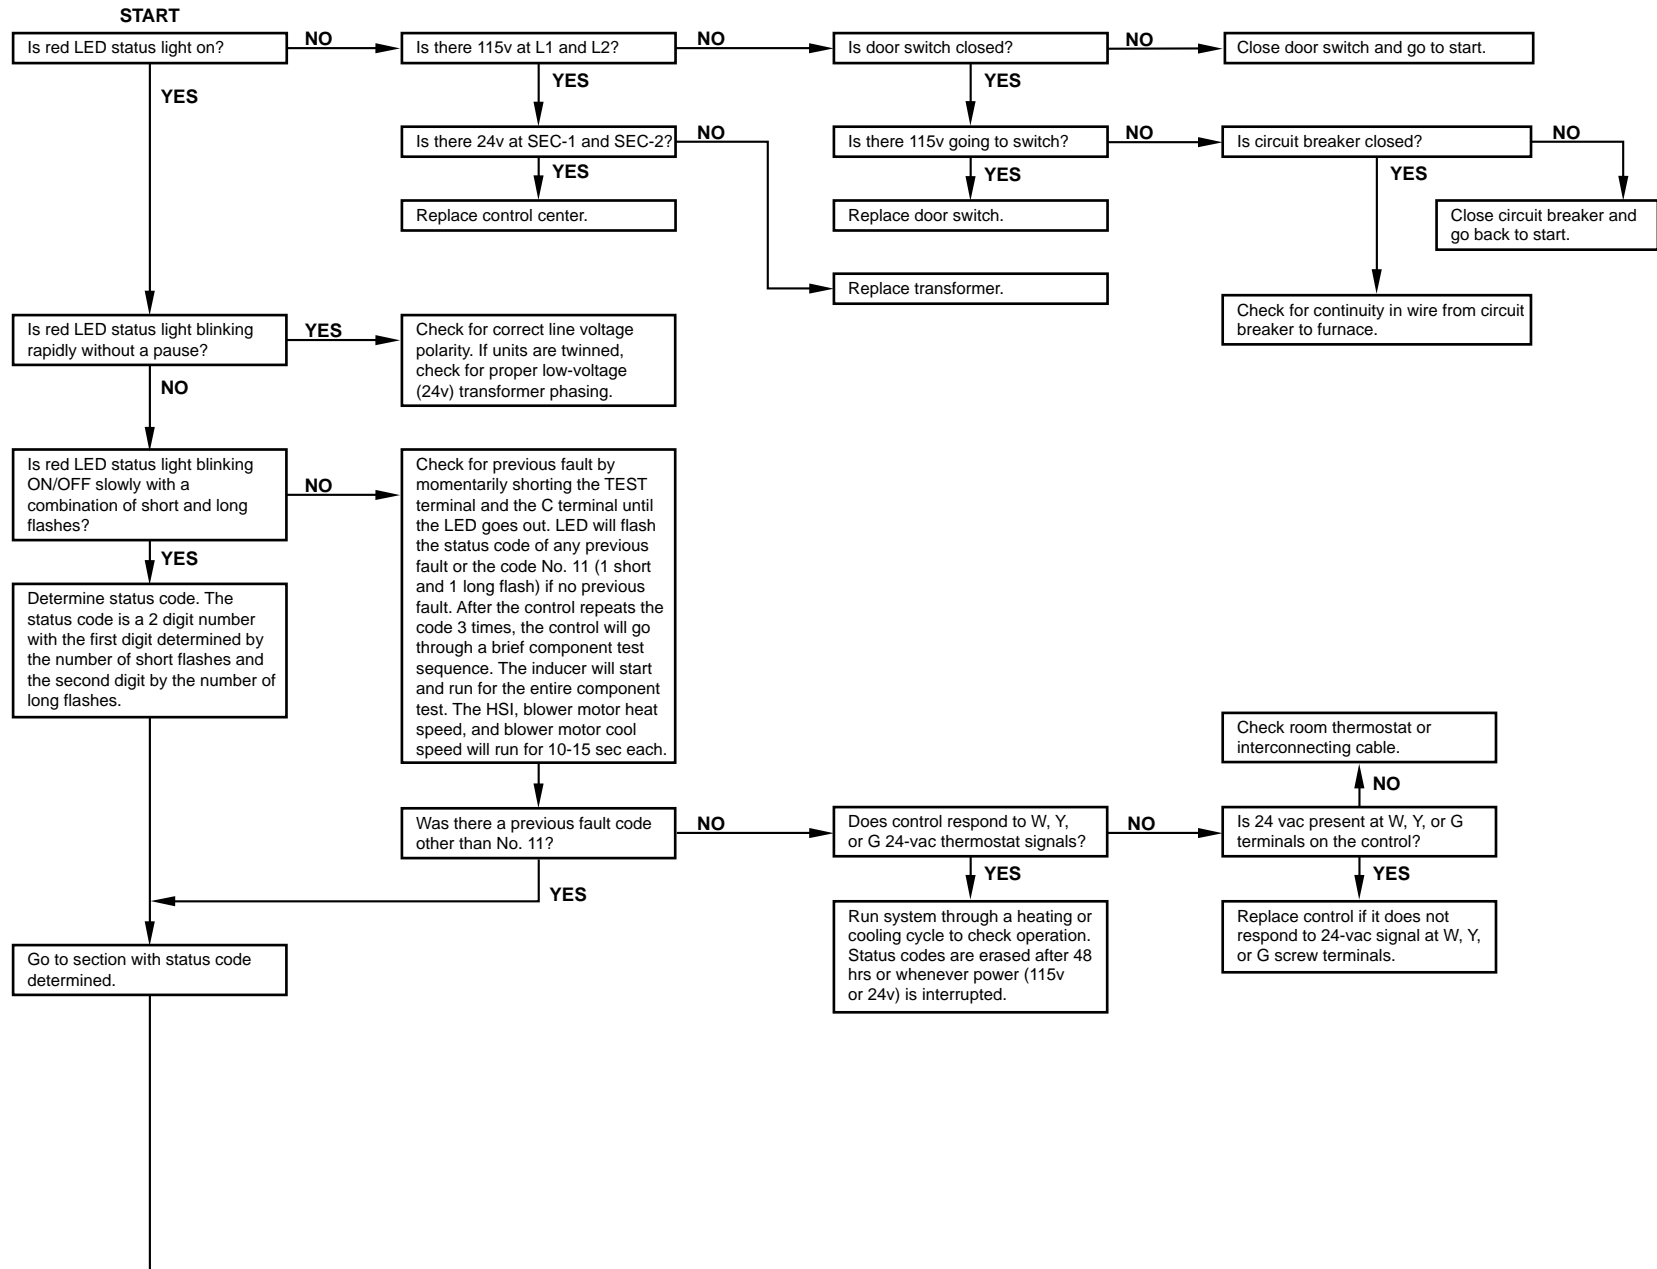 START
Is red LED status light on?
NO
Is there 115v at L1 and L2?
NO
Is door switch closed?
NO
Close door switch and go to start.
YES
YES
YES
Is there 24v at SEC-1 and SEC-2?
NO
Is there 115v going to switch?
NO
Is circuit breaker closed?
NO
YES
YES
YES
Replace control center.
Replace door switch.
Close circuit breaker and
go back to start.
Replace transformer.
Check for continuity in wire from circuit
breaker to furnace.
Is red LED status light blinking
rapidly without a pause?
YES
Check for correct line voltage
polarity. If units are twinned,
check for proper low-voltage
(24v) transformer phasing.
NO
Is red LED status light blinking
ON/OFF slowly with a
combination of short and long
flashes?
NO
Check for previous fault by
momentarily shorting the TEST
terminal and the C terminal until
the LED goes out. LED will flash
the status code of any previous
fault or the code No. 11 (1 short
and 1 long flash) if no previous
fault. After the control repeats the
code 3 times, the control will go
through a brief component test
sequence. The inducer will start
and run for the entire component
test. The HSI, blower motor heat
speed, and blower motor cool
speed will run for 10-15 sec each.
YES
Determine status code. The
status code is a 2 digit number
with the first digit determined by
the number of short flashes and
the second digit by the number of
long flashes.
Check room thermostat or
interconnecting cable.
NO
Was there a previous fault code
other than No. 11?
NO
Does control respond to W, Y,
or G 24-vac thermostat signals?
NO
Is 24 vac present at W, Y, or G
terminals on the control?
YES
YES
YES
Run system through a heating or
cooling cycle to check operation.
Status codes are erased after 48
hrs or whenever power (115v
or 24v) is interrupted.
Replace control if it does not
respond to 24-vac signal at W, Y,
or G screw terminals.
Go to section with status code
determined.